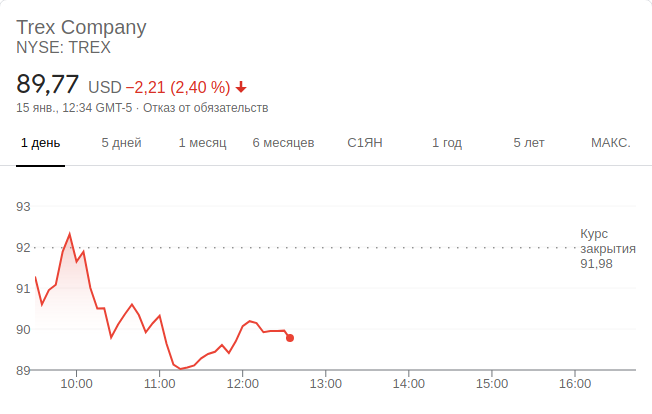 Trex Company
NYSE: TREX
89,77 USD −2,21 (2,40 %)
15 янв., 12:34 GMT-5 · Отказ от обязательств
1 день 5 дней 1 месяц 6 месяцев С1ЯН 1 год 5 лет МАКС.
93
92
91
90
89
Курс
закрытия
91,98
10:00 11:00 12:00 13:00 14:00 15:00 16:00